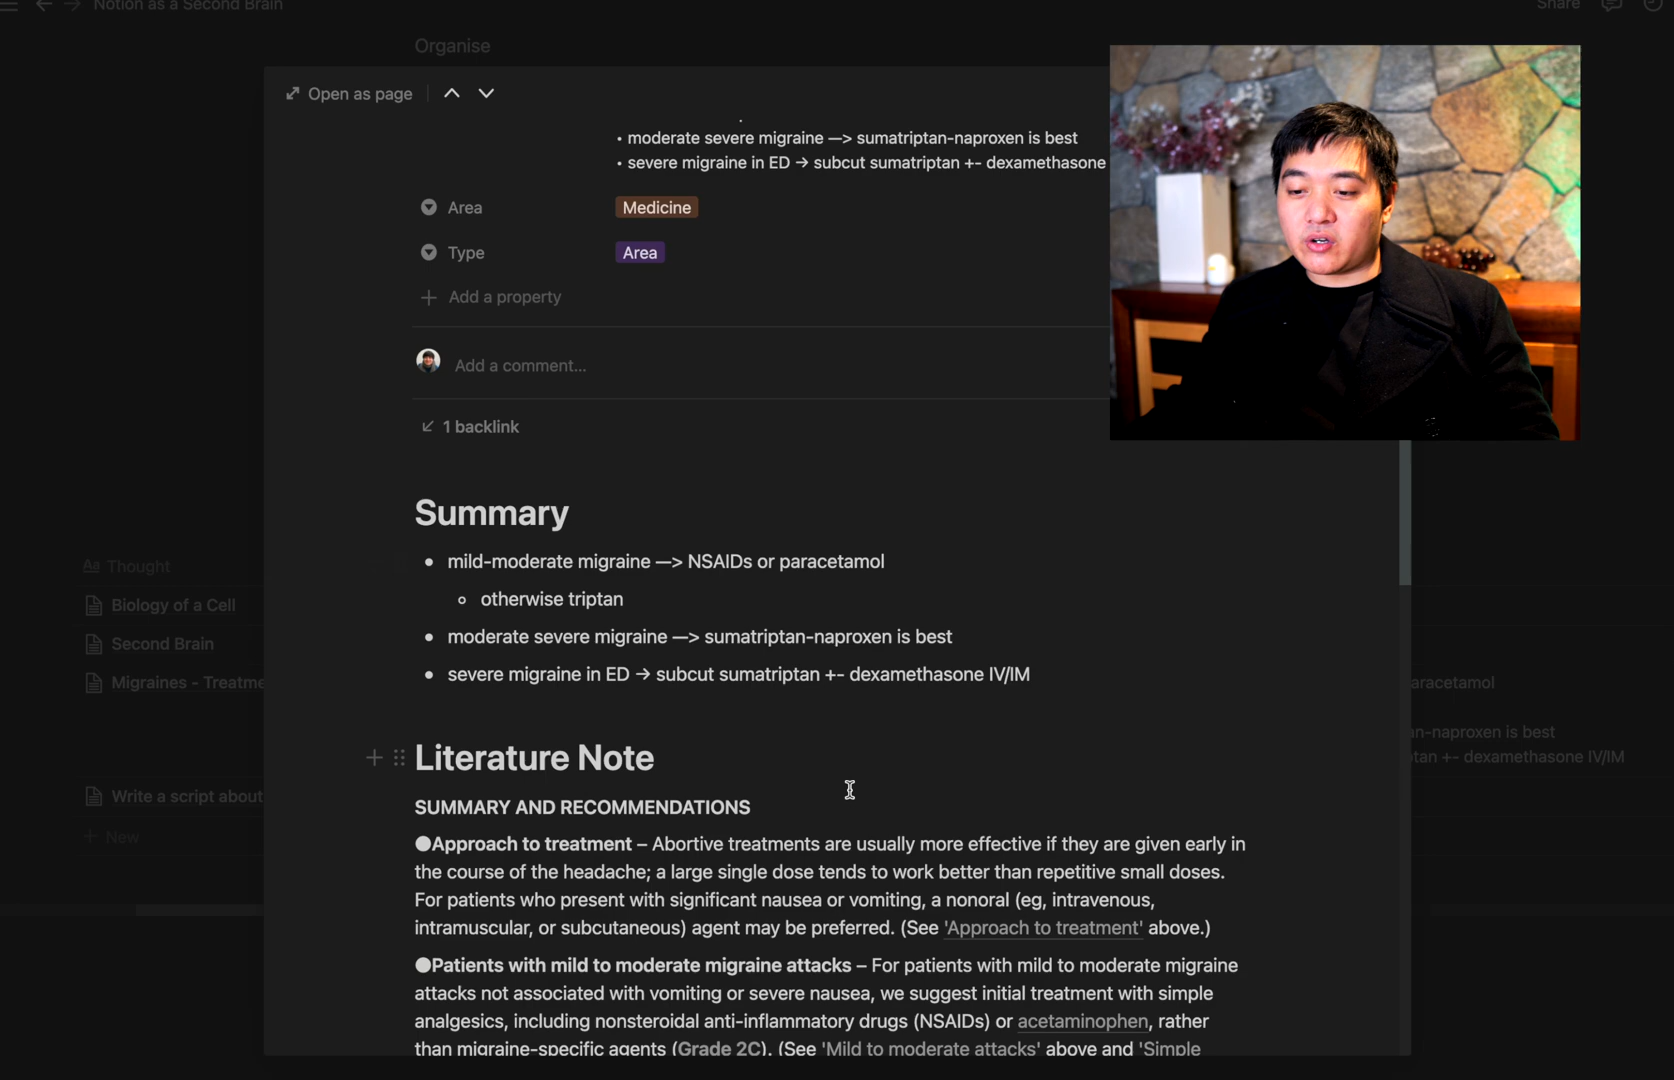 Notion as a Second Brain
Share
Organise
Open as page
• moderate severe migraine —> sumatriptan-naproxen is best
• severe migraine in ED → subcut sumatriptan +- dexamethasone
Area
Medicine
Type
Area
+ Add a property
Add a comment...
1 backlink
Summary
• mild-moderate migraine —> NSAIDs or paracetamol
◦ otherwise triptan
• moderate severe migraine —> sumatriptan-naproxen is best
• severe migraine in ED → subcut sumatriptan +- dexamethasone IV/IM
Aa Thought
Biology of a Cell
Second Brain
Migraines - Treatme
aracetamol
n-naproxen is best
tan +- dexamethasone IV/IM
Write a script about
+ New
Literature Note
SUMMARY AND RECOMMENDATIONS
●Approach to treatment – Abortive treatments are usually more effective if they are given early in
the course of the headache; a large single dose tends to work better than repetitive small doses.
For patients who present with significant nausea or vomiting, a nonoral (eg, intravenous,
intramuscular, or subcutaneous) agent may be preferred. (See 'Approach to treatment' above.)
●Patients with mild to moderate migraine attacks – For patients with mild to moderate migraine
attacks not associated with vomiting or severe nausea, we suggest initial treatment with simple
analgesics, including nonsteroidal anti-inflammatory drugs (NSAIDs) or acetaminophen, rather
than migraine-specific agents (Grade 2C). (See 'Mild to moderate attacks' above and 'Simple